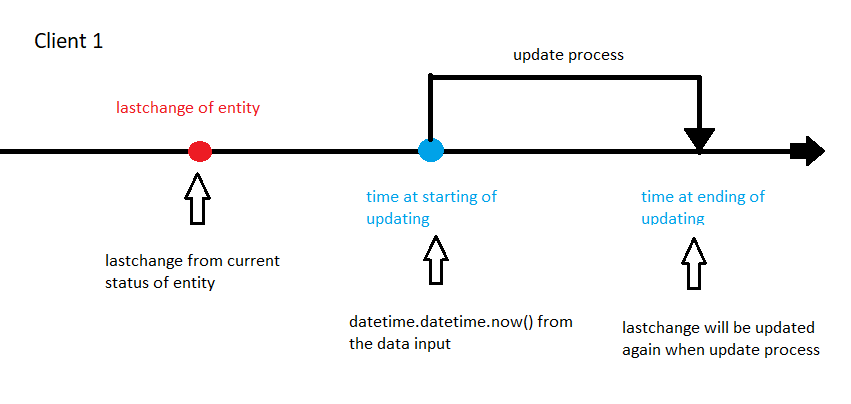 Client 1
update process
lastchange of entity
time at starting of
updating
time at ending of
updating
lastchange from current
status of entity
datetime.datetime.now() from
the data input
lastchange will be updated
again when update process